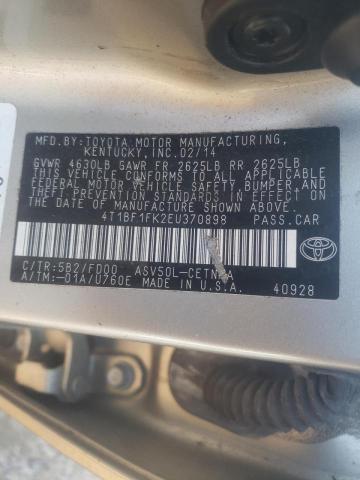 MFD.BY:TOYOTA MOTOR MANUFACTURING,
KENTUCKY, INC.02/14
GVWR 4630LB GAWR FR 2625LB RR 2625LB
THIS VEHICLE CONFORMS TO ALL APPLICABLE
FEDERAL MOTOR VEHICLE SAFETY, BUMPER, AND
THEFT PREVENTION STANDARDS IN EFFECT ON
THE DATE OF MANUFACTURE SHOWN ABOVE.
4T1BF1FK2EU370898 PASS.CAR
C/TR:5B2/FD00
A/TM:-01A/U760E MADE IN U.S.A. 40928
TOYOTA